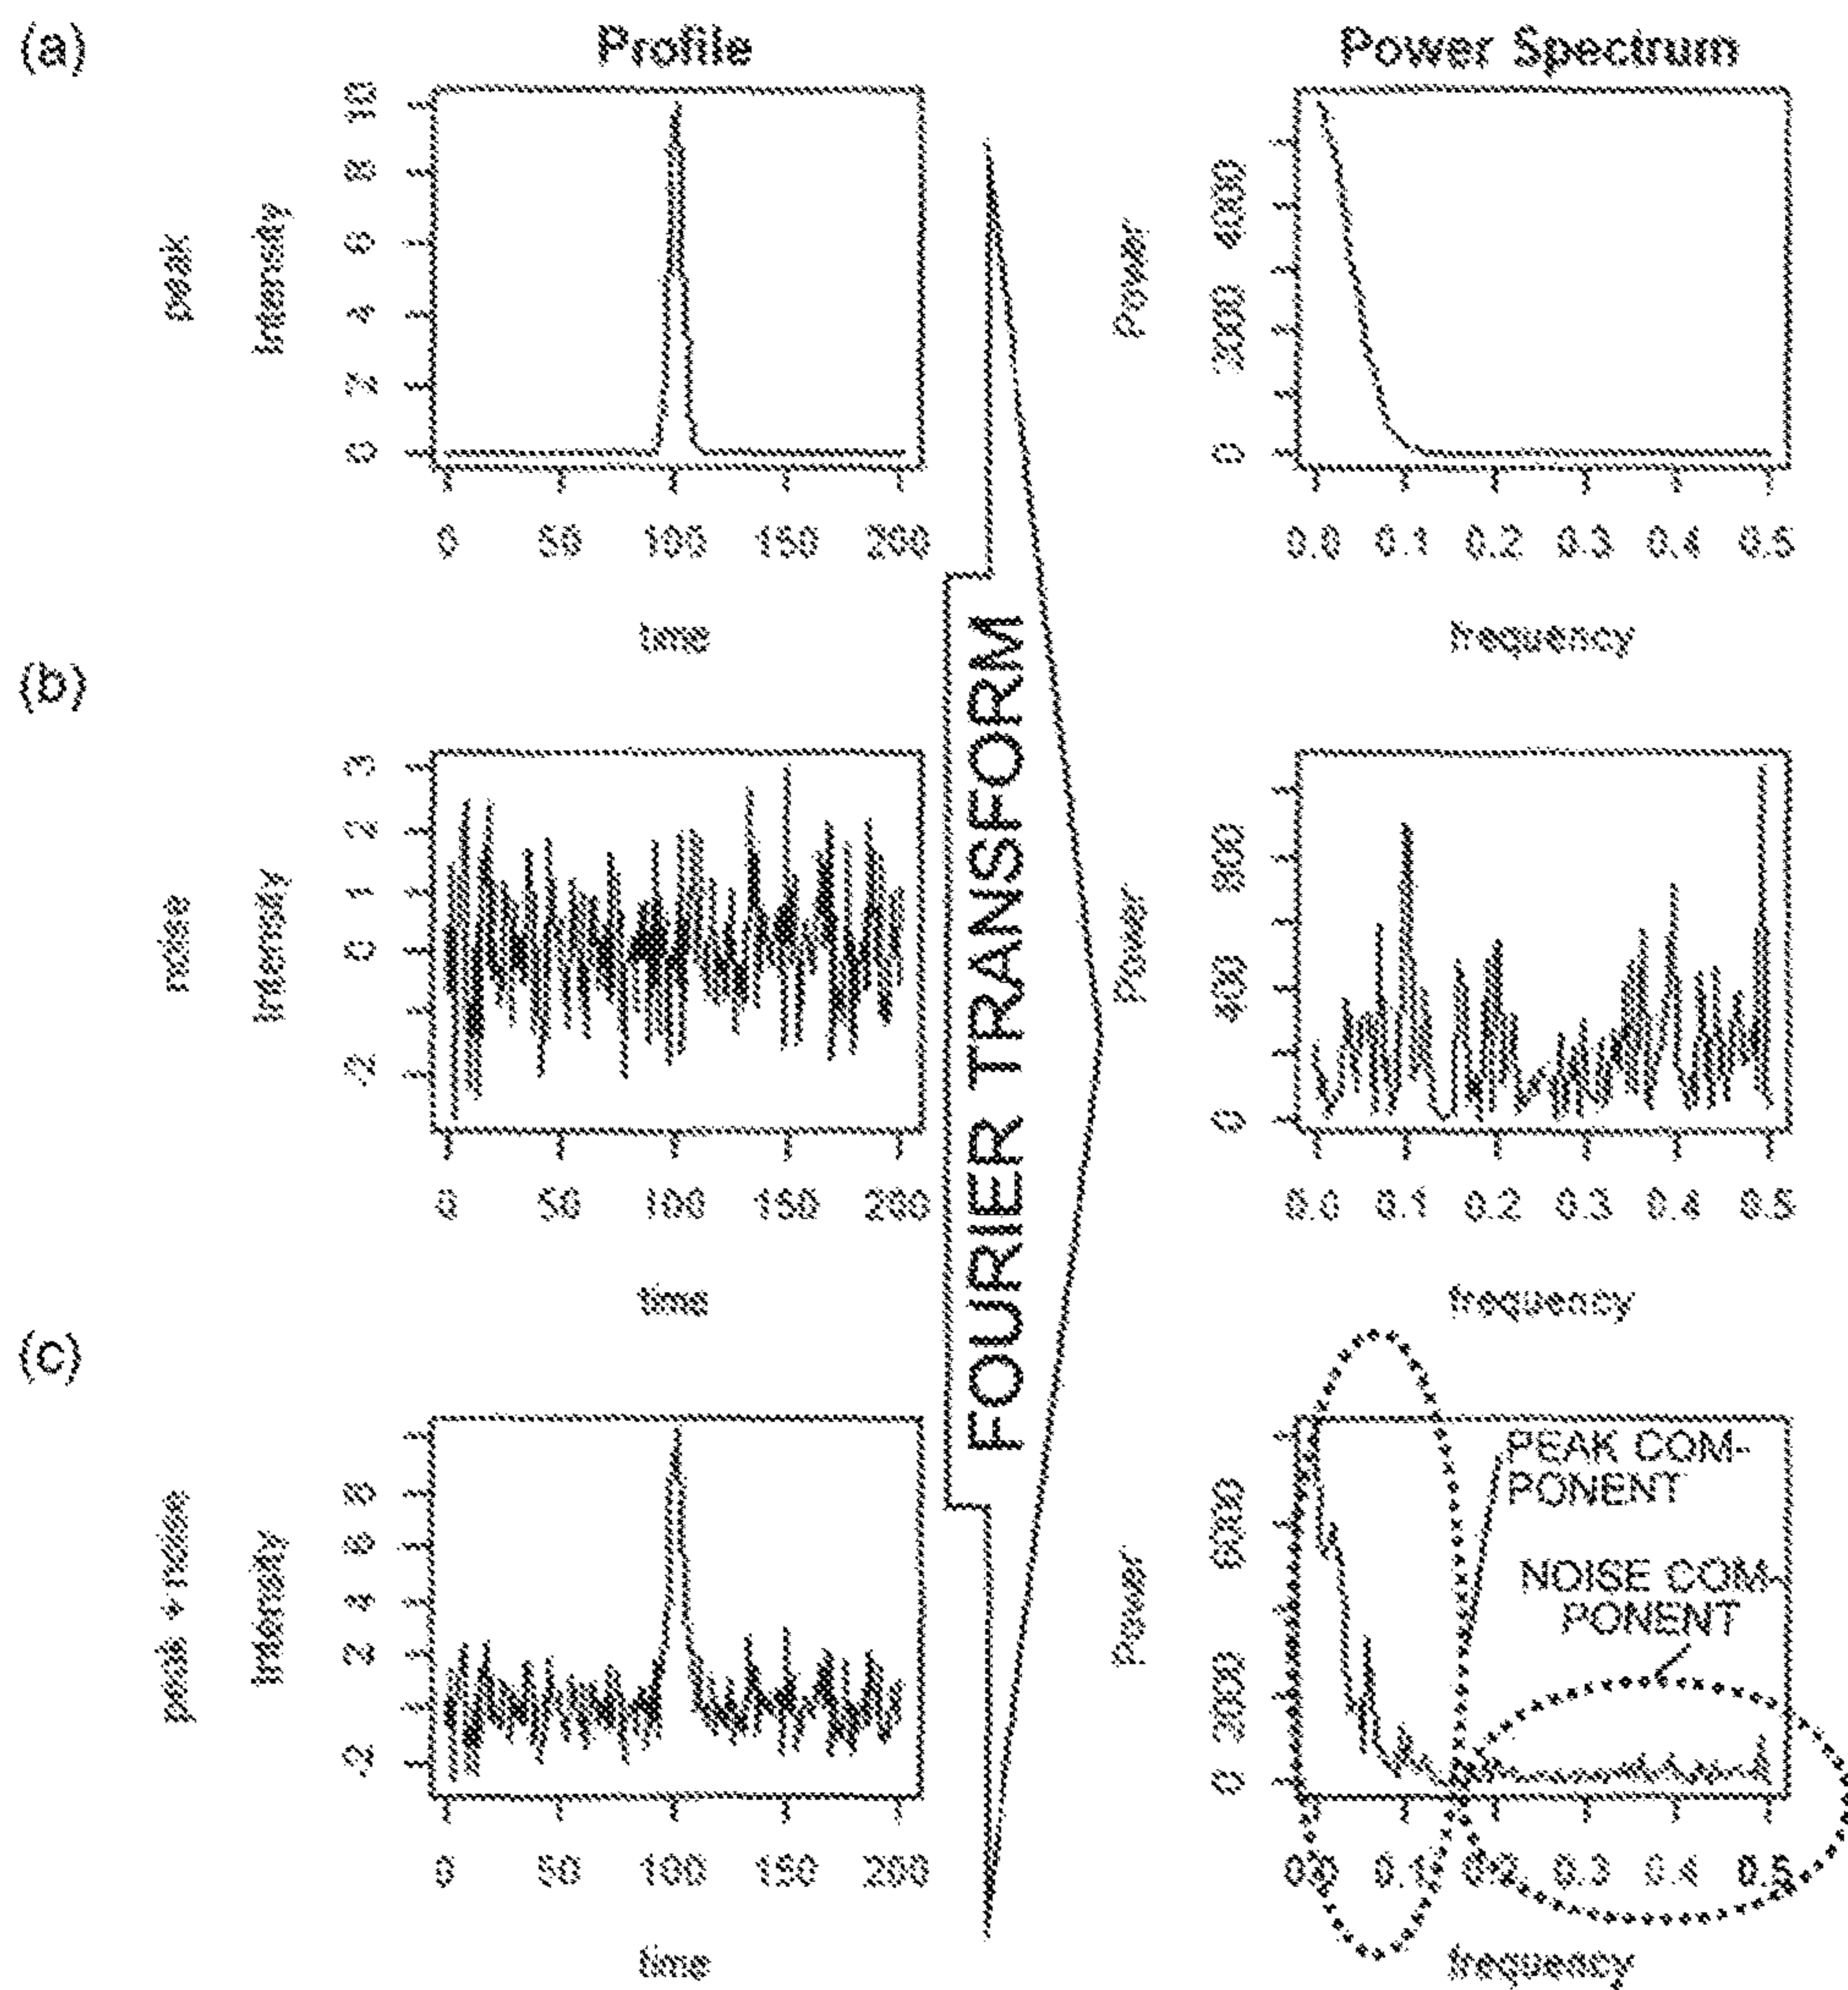 (a)
Profile
Power Spectrum
peak
Intensity
10
8
6
4
2
0
0 50 100 150 200
time
Power
4000
2000
0
0.0 0.1 0.2 0.3 0.4 0.5
frequency
FOURIER TRANSFORM
(b)
noise
Intensity
3
2
1
0
-2
0 50 100 150 200
time
Power
800
400
0
0.0 0.1 0.2 0.3 0.4 0.5
frequency
(c)
peak + noise
Intensity
8
6
4
2
-2
0 50 100 150 200
time
Power
6000
2000
0
PEAK COM-
PONENT
NOISE COM-
PONENT
0.0 0.1 0.2 0.3 0.4 0.5
frequency